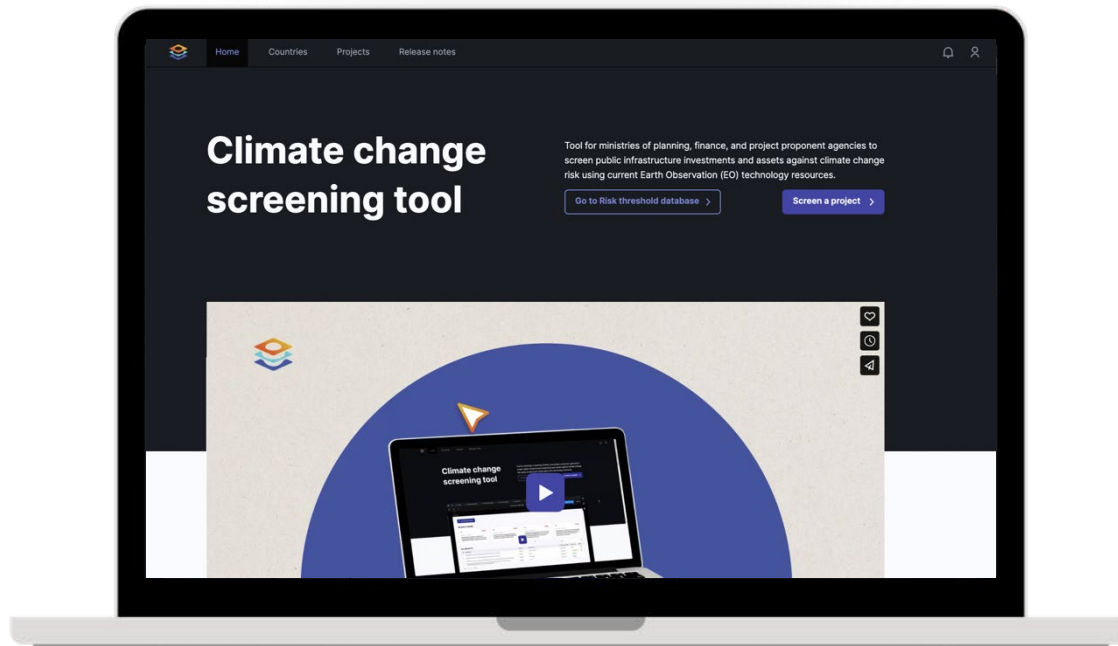 Home
Countries
Projects
Release notes
Climate change
screening tool
Tool for ministries of planning, finance, and project proponent agencies to
screen public infrastructure investments and assets against climate change
risk using current Earth Observation (EO) technology resources.
Go to Risk threshold database
Screen a project
Climate change
screening tool